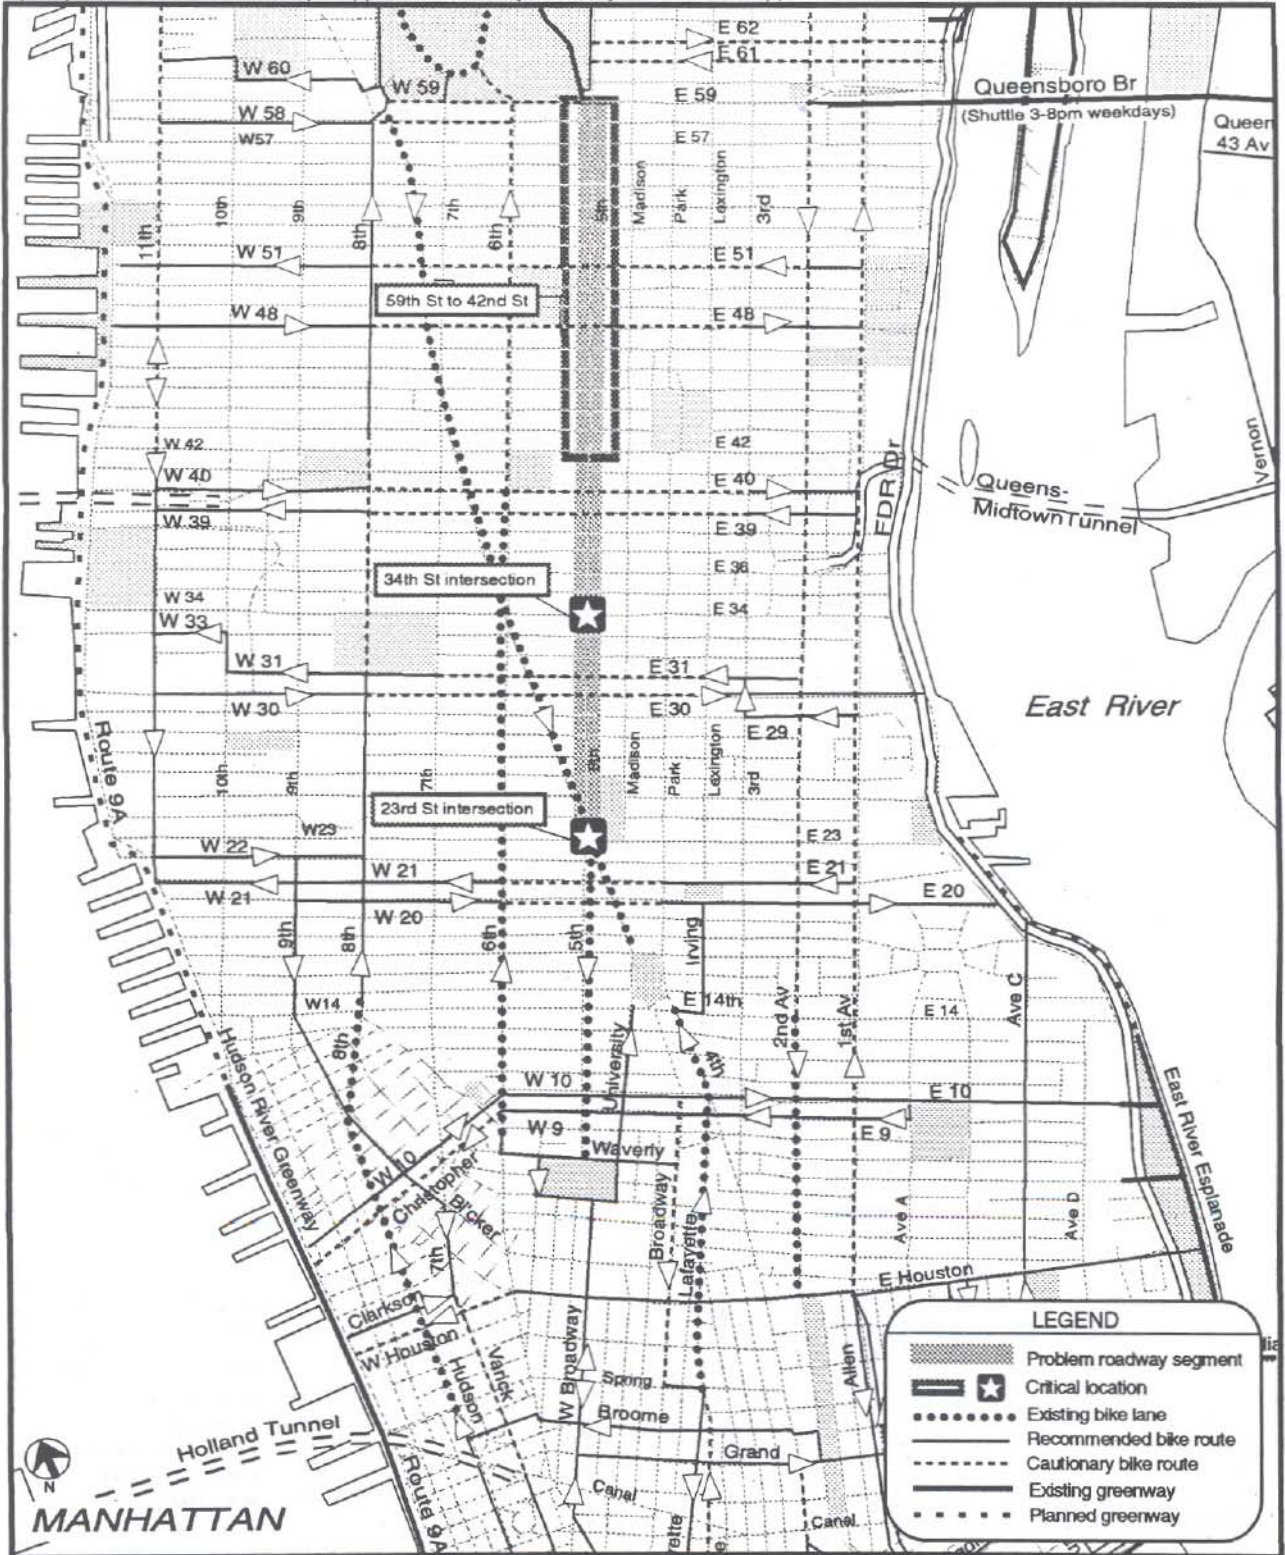 E 62
E 61
W 60
W 59
E 59
Queensboro Br
(Shuttle 3-8pm weekdays)
W 58
W57
E 57
Queen
43 Av
11th
10th
9th
8th
7th
6th
5th
Madison
Park
Lexington
3rd
W 51
E 51
59th St to 42nd St
W 48
E 48
W 42
E 42
W 40
E 40
W 39
E 39
FDR Dr
Queens-
Midtown Tunnel
Vernon
34th St intersection
E 36
W 34
E 34
W 33
W 31
E 31
W 30
E 30
E 29
East River
Route 9A
10th
9th
7th
5th
Madison
Park
Lexington
3rd
23rd St intersection
W23
E 23
W 22
W 21
W 21
E 21
W 20
E 20
9th
8th
6th
5th
Irving
W14
E 14th
E 14
2nd Av
1st Av
Ave C
8th
University
4th
Hudson River Greenway
W 10
E 10
W 9
E 9
Waverly
East River Esplanade
W 10
Christopher
Bl'cker
7th
Broadway
Lafayette
Ave A
Ave D
E Houston
Clarkson
W Houston
Hudson
Varick
W Broadway
Spring
Broome
Grand
Allen
Canal
Canal
Holland Tunnel
Route 9A
N
MANHATTAN
LEGEND
Problem roadway segment
Critical location
Existing bike lane
Recommended bike route
Cautionary bike route
Existing greenway
Planned greenway